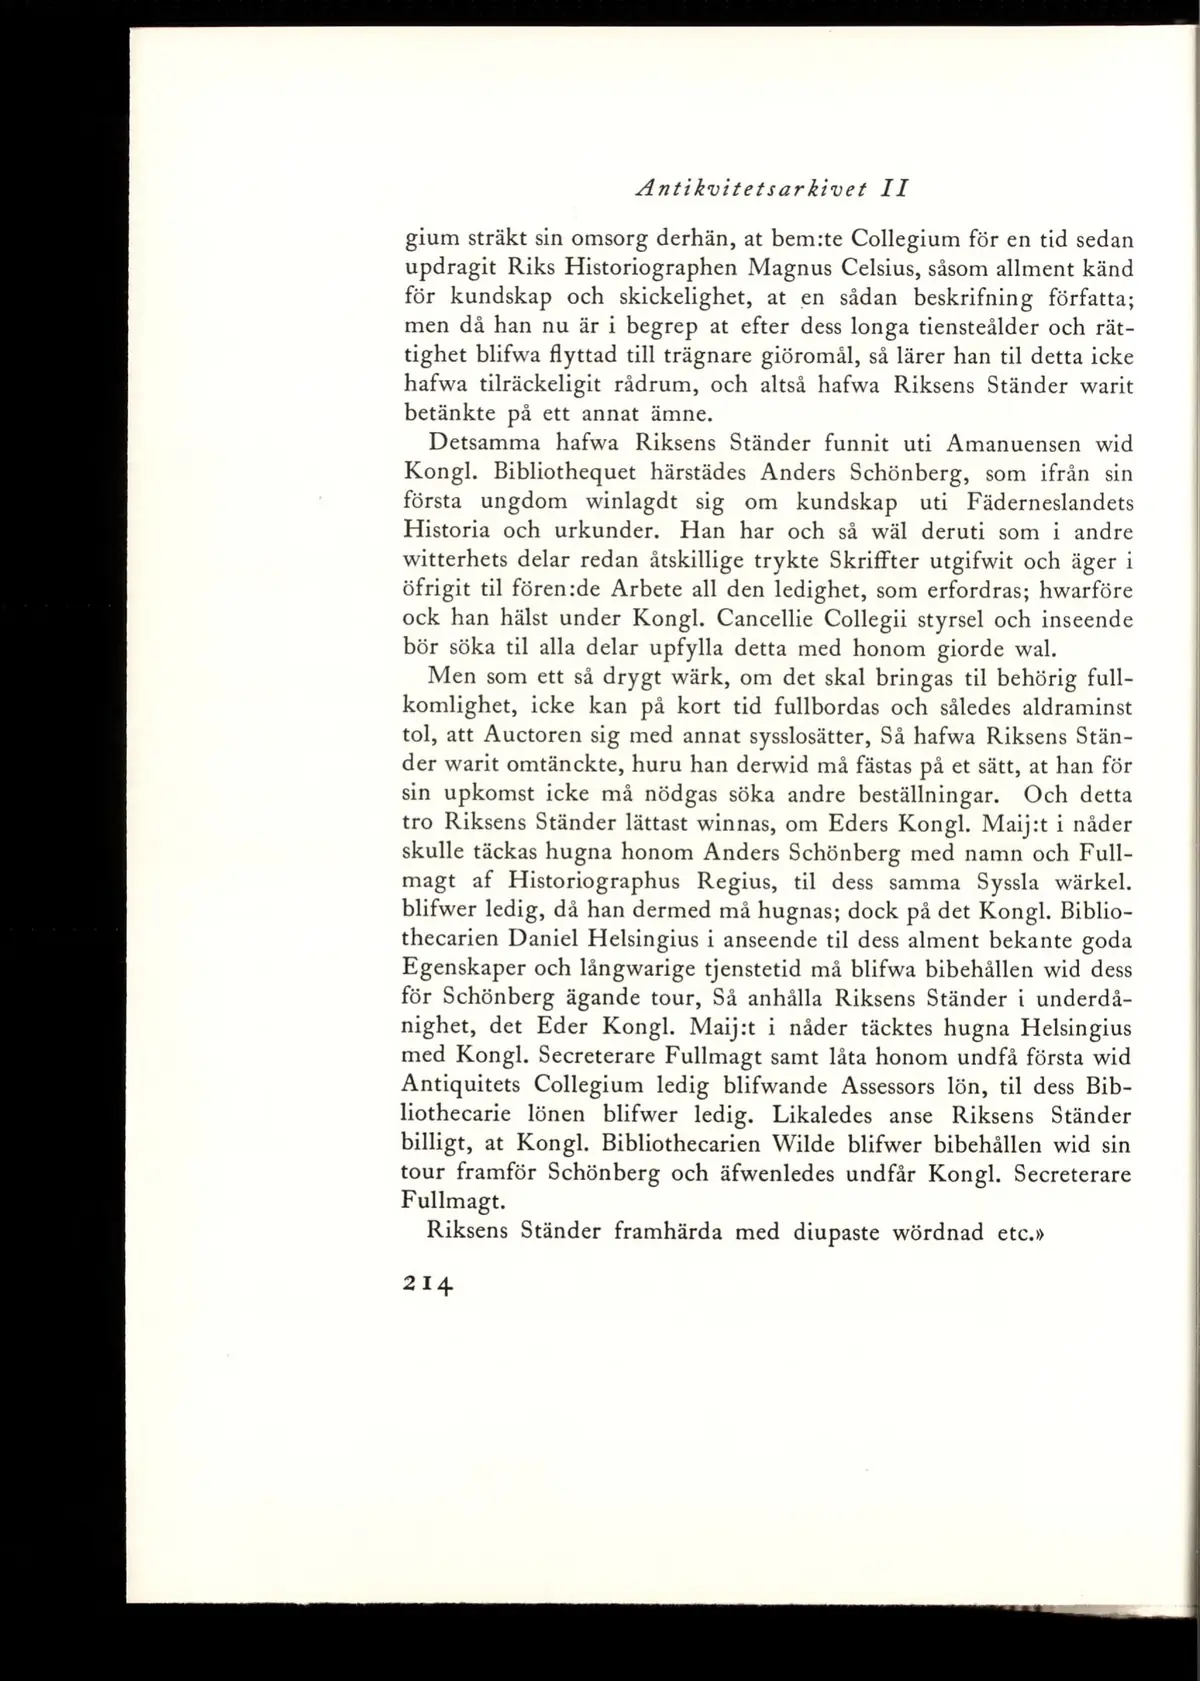 Antikvitetsarkivet II
gium sträkt sin omsorg derhän, at bem:te Collegium för en tid sedan
updragit Riks Historiographen Magnus Celsius, såsom allment känd
för kundskap och skickelighet, at en sådan beskrifning författa;
men då han nu är i begrep at efter dess longa tiensteålder och rät-
tighet blifwa flyttad till trägnare giöromål, så lärer han til detta icke
hafwa tilräckeligit rådrum, och altså hafwa Riksens Ständer warit
betänkte på ett annat ämne.
Detsamma hafwa Riksens Ständer funnit uti Amanuensen wid
Kongl. Bibliothequet härstädes Anders Schönberg, som ifrån sin
första ungdom winlagdt sig om kundskap uti Fäderneslandets
Historia och urkunder. Han har och så wäl deruti som i andre
witterhets delar redan åtskillige trykte Skriffter utgifwit och äger i
öfrigit til fören:de Arbete all den ledighet, som erfordras; hwarföre
ock han hälst under Kongl. Cancellie Collegii styrsel och inseende
bör söka til alla delar upfylla detta med honom giorde wal.
Men som ett så drygt wärk, om det skal bringas til behörig full-
komlighet, icke kan på kort tid fullbordas och således aldraminst
tol, att Auctoren sig med annat sysslosätter, Så hafwa Riksens Stän-
der warit omtänckte, huru han derwid må fästas på et sätt, at han för
sin upkomst icke må nödgas söka andre beställningar. Och detta
tro Riksens Ständer lättast winnas, om Eders Kongl. Maij:t i nåder
skulle täckas hugna honom Anders Schönberg med namn och Full-
magt af Historiographus Regius, til dess samma Syssla wärkel.
blifwer ledig, då han dermed må hugnas; dock på det Kongl. Biblio-
thecarien Daniel Helsingius i anseende til dess alment bekante goda
Egenskaper och långwarige tjenstetid må blifwa bibehållen wid dess
för Schönberg ägande tour, Så anhålla Riksens Ständer i underdå-
nighet, det Eder Kongl. Maij:t i nåder täcktes hugna Helsingius
med Kongl. Secreterare Fullmagt samt låta honom undfå första wid
Antiquitets Collegium ledig blifwande Assessors lön, til dess Bib-
liothecarie lönen blifwer ledig. Likaledes anse Riksens Ständer
billigt, at Kongl. Bibliothecarien Wilde blifwer bibehållen wid sin
tour framför Schönberg och äfwenledes undfår Kongl. Secreterare
Fullmagt.
Riksens Ständer framhärda med diupaste wördnad etc.»
214